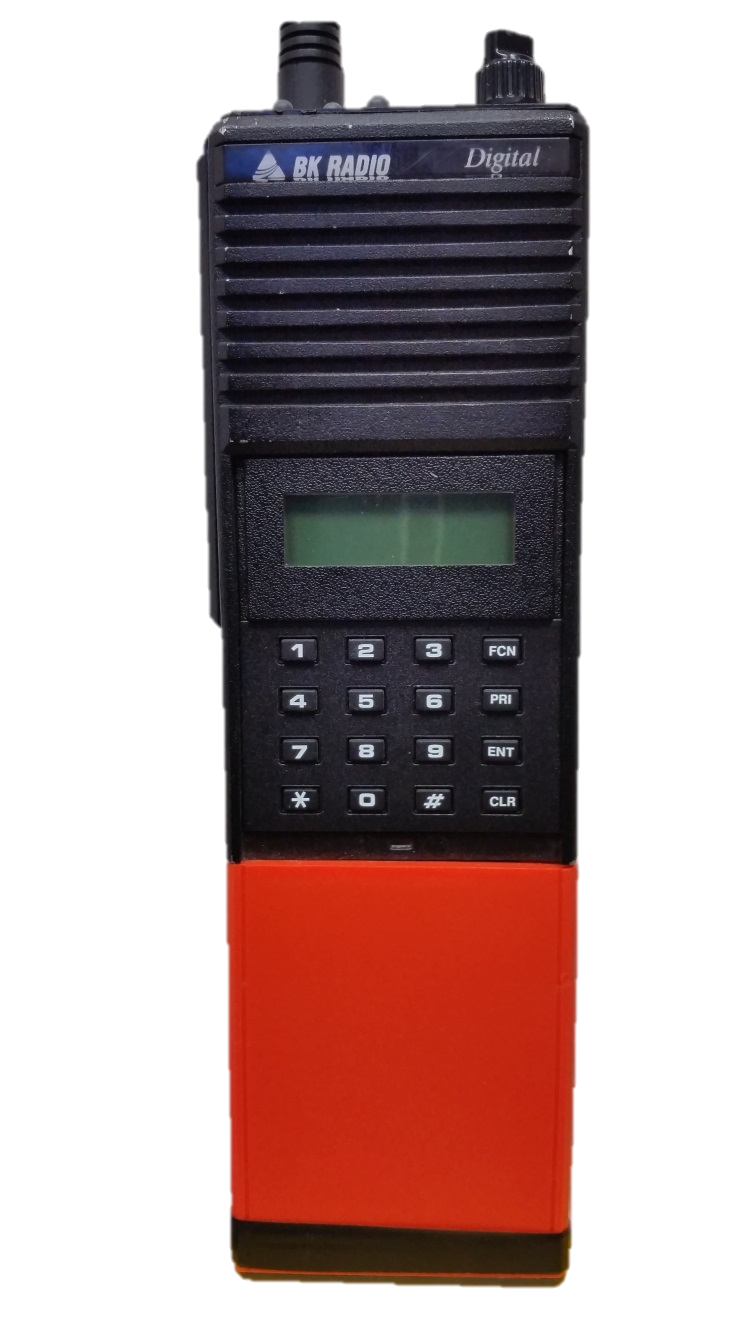 BK RADIO Digital
1 2 3 FCN
4 5 6 PRI
7 8 9 ENT
* 0 # CLR